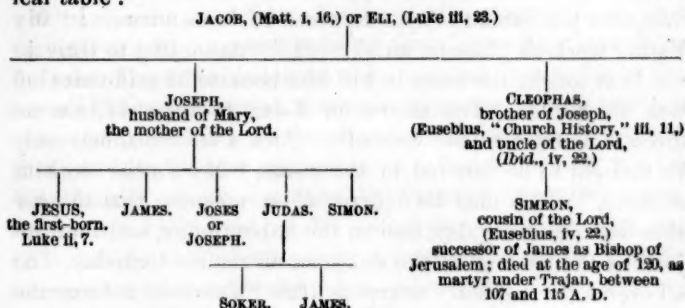 JACOB, (Matt. i, 16,) or ELI, (Luke iii, 23.)
JOSEPH,
husband of Mary,
the mother of the Lord.
CLEOPHAS,
brother of Joseph,
(Eusebius, “Church History,” iii, 11,)
and uncle of the Lord,
(Ibid., iv, 22.)
JESUS,
the first-born.
Luke ii, 7.
JAMES.
JOSES
or
JOSEPH.
JUDAS.
SIMON.
SIMEON,
cousin of the Lord,
(Eusebius, iv, 22.)
successor of James as Bishop of
Jerusalem; died at the age of 120, as
martyr under Trajan, between
107 and 115 A. D.
SOKER.
JAMES.